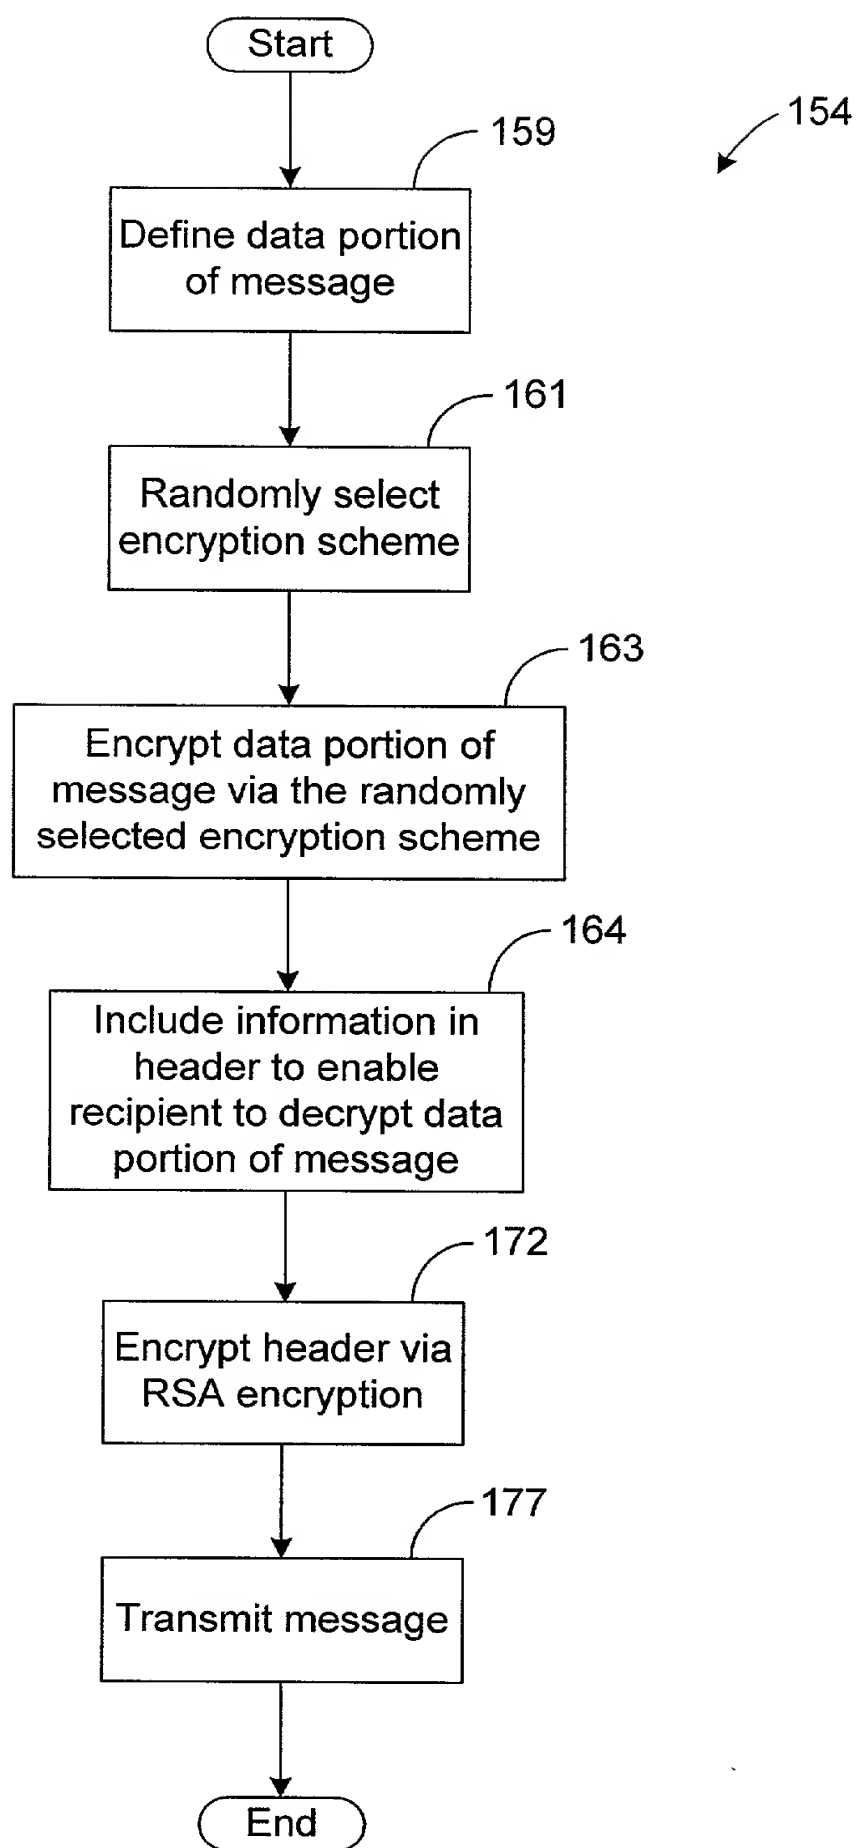 Start
154
159
Define data portion
of message
161
Randomly select
encryption scheme
163
Encrypt data portion of
message via the randomly
selected encryption scheme
164
Include information in
header to enable
recipient to decrypt data
portion of message
172
Encrypt header via
RSA encryption
177
Transmit message
End